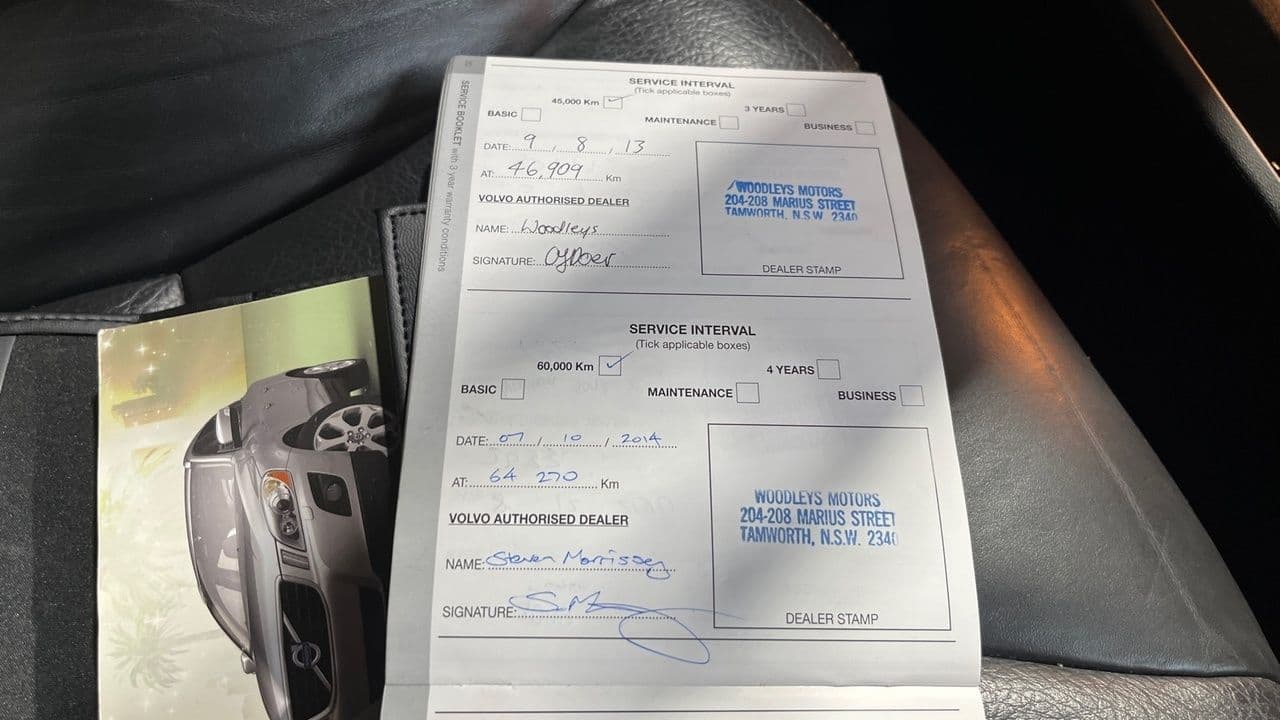 SERVICE BOOKLET with 3 year warranty conditions
SERVICE INTERVAL
(Tick applicable boxes)
45,000 Km
3 YEARS
BASIC
MAINTENANCE
BUSINESS
DATE: 9 / 8 / 13
AT: 46,909 Km
VOLVO AUTHORISED DEALER
NAME: Woodleys
SIGNATURE:
WOODLEYS MOTORS
204-208 MARIUS STREET
TAMWORTH, N.S.W 2340
DEALER STAMP
SERVICE INTERVAL
(Tick applicable boxes)
60,000 Km
4 YEARS
BASIC
MAINTENANCE
BUSINESS
DATE: 07 / 10 / 2014
AT: 64 270 Km
VOLVO AUTHORISED DEALER
NAME: Steven Morrissey
SIGNATURE:
WOODLEYS MOTORS
204-208 MARIUS STREET
TAMWORTH, N.S.W. 2340
DEALER STAMP